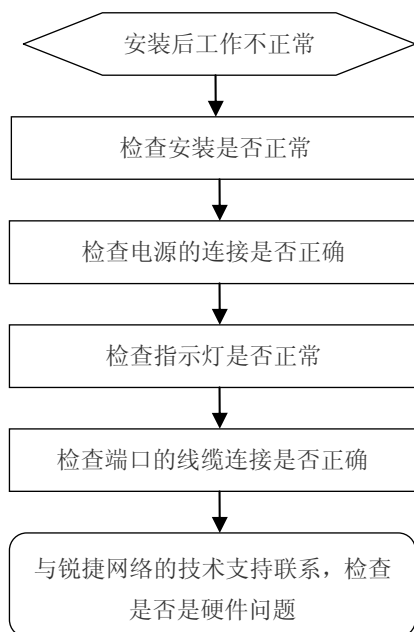 安装后工作不正常
检查安装是否正常
检查电源的连接是否正确
检查指示灯是否正常
检查端口的线缆连接是否正确
与锐捷网络的技术支持联系，检查
是否是硬件问题